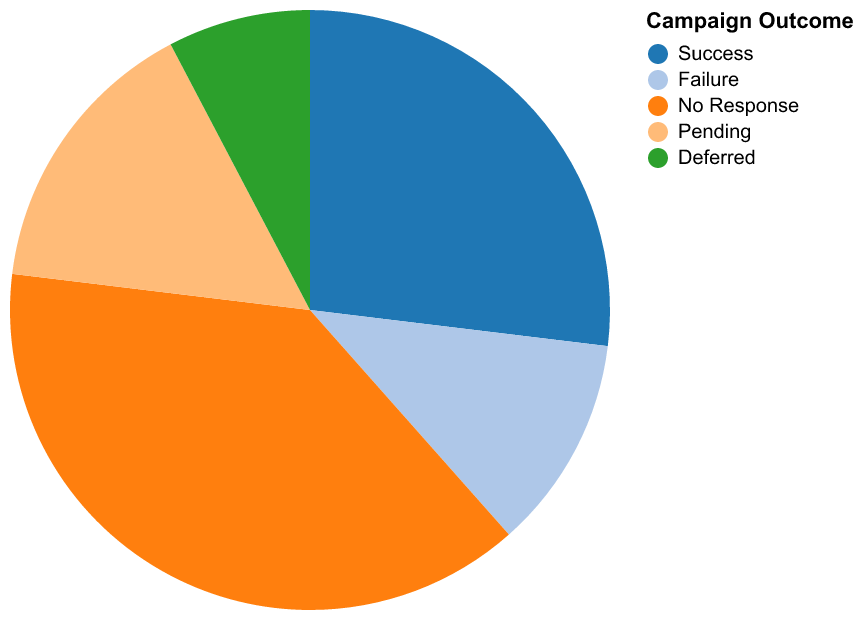 Campaign Outcome
Success
Failure
No Response
Pending
Deferred